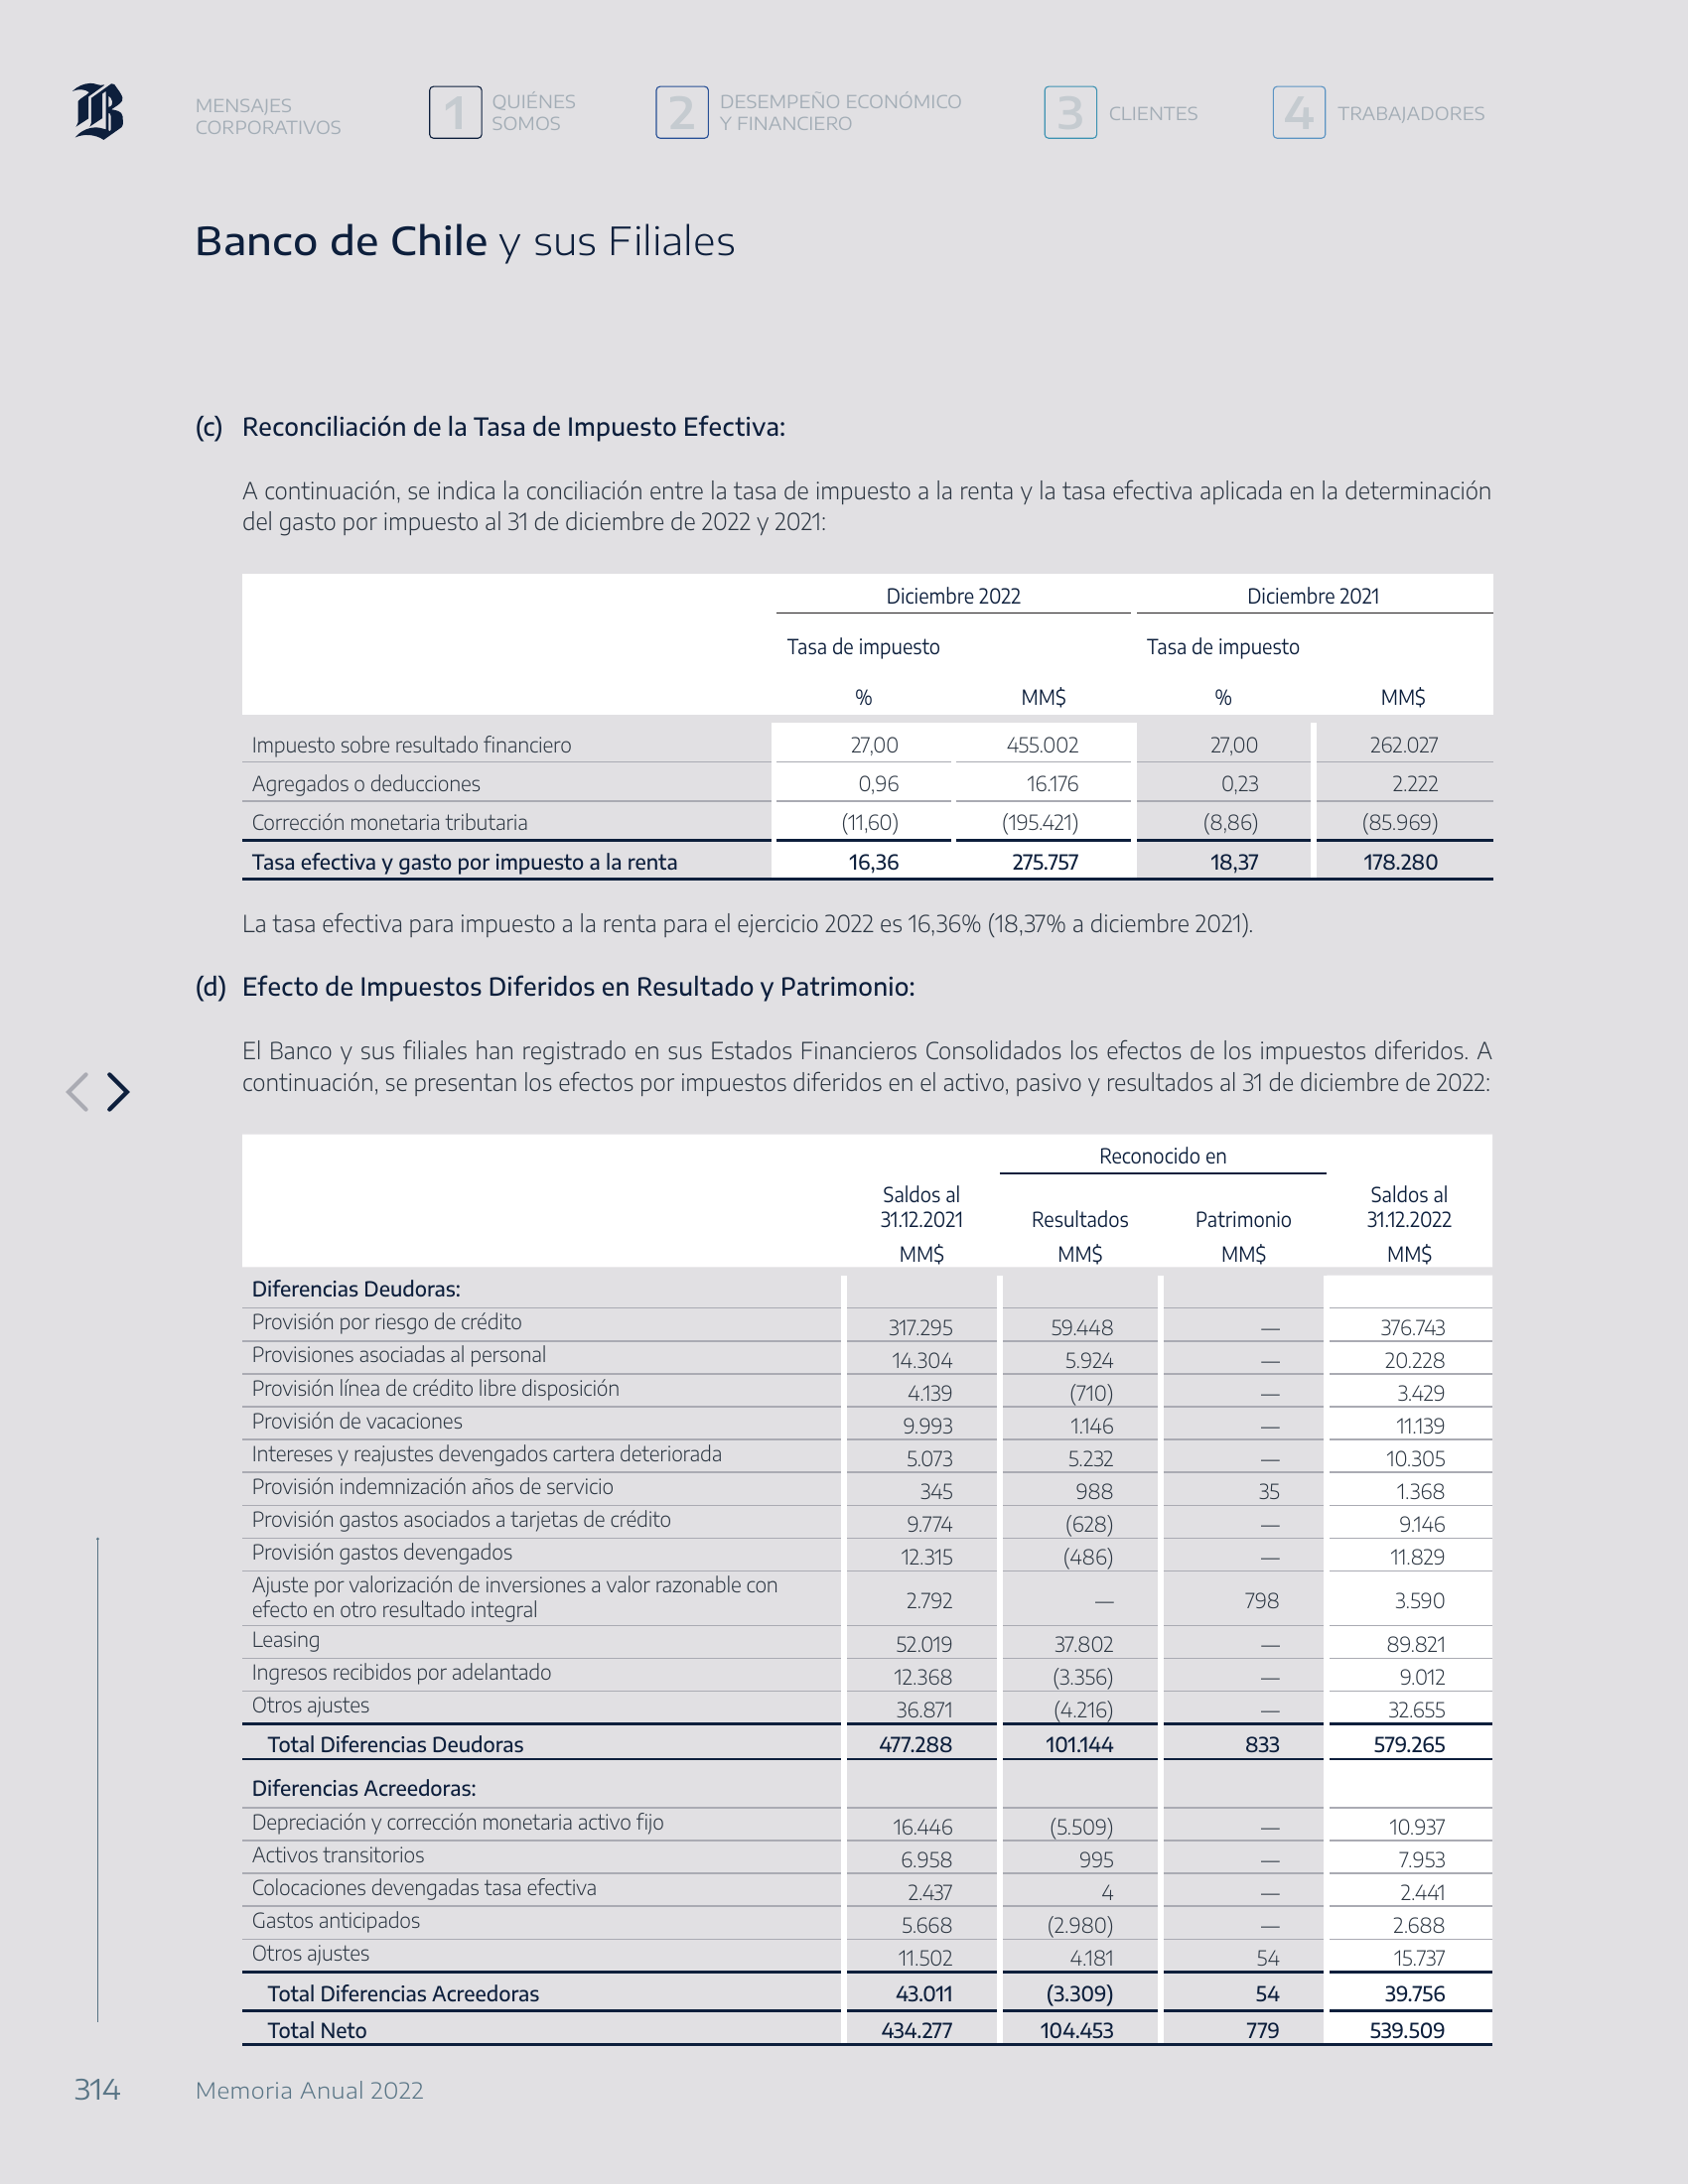 MENSAJES
CORPORATIVOS
1 QUIÉNES
SOMOS
2 DESEMPEÑO ECONÓMICO
Y FINANCIERO
3 CLIENTES
4 TRABAJADORES
Banco de Chile y sus Filiales
(c) Reconciliación de la Tasa de Impuesto Efectiva:
A continuación, se indica la conciliación entre la tasa de impuesto a la renta y la tasa efectiva aplicada en la determinación
del gasto por impuesto al 31 de diciembre de 2022 y 2021:
Diciembre 2022 Diciembre 2021
Tasa de impuesto Tasa de impuesto
% MM$ % MM$
Impuesto sobre resultado financiero 27,00 455.002 27,00 262.027
Agregados o deducciones 0,96 16.176 0,23 2.222
Corrección monetaria tributaria (11,60) (195.421) (8,86) (85.969)
Tasa efectiva y gasto por impuesto a la renta 16,36 275.757 18,37 178.280
La tasa efectiva para impuesto a la renta para el ejercicio 2022 es 16,36% (18,37% a diciembre 2021).
(d) Efecto de Impuestos Diferidos en Resultado y Patrimonio:
El Banco y sus filiales han registrado en sus Estados Financieros Consolidados los efectos de los impuestos diferidos. A
continuación, se presentan los efectos por impuestos diferidos en el activo, pasivo y resultados al 31 de diciembre de 2022:
Reconocido en
Saldos al Saldos al
31.12.2021 Resultados Patrimonio 31.12.2022
MM$ MM$ MM$ MM$
Diferencias Deudoras:
Provisión por riesgo de crédito 317.295 59.448 — 376.743
Provisiones asociadas al personal 14.304 5.924 — 20.228
Provisión línea de crédito libre disposición 4.139 (710) — 3.429
Provisión de vacaciones 9.993 1.146 — 11.139
Intereses y reajustes devengados cartera deteriorada 5.073 5.232 — 10.305
Provisión indemnización años de servicio 345 988 35 1.368
Provisión gastos asociados a tarjetas de crédito 9.774 (628) — 9.146
Provisión gastos devengados 12.315 (486) — 11.829
Ajuste por valorización de inversiones a valor razonable con
efecto en otro resultado integral 2.792 — 798 3.590
Leasing 52.019 37.802 — 89.821
Ingresos recibidos por adelantado 12.368 (3.356) — 9.012
Otros ajustes 36.871 (4.216) — 32.655
Total Diferencias Deudoras 477.288 101.144 833 579.265
Diferencias Acreedoras:
Depreciación y corrección monetaria activo fijo 16.446 (5.509) — 10.937
Activos transitorios 6.958 995 — 7.953
Colocaciones devengadas tasa efectiva 2.437 4 — 2.441
Gastos anticipados 5.668 (2.980) — 2.688
Otros ajustes 11.502 4.181 54 15.737
Total Diferencias Acreedoras 43.011 (3.309) 54 39.756
Total Neto 434.277 104.453 779 539.509
314 Memoria Anual 2022